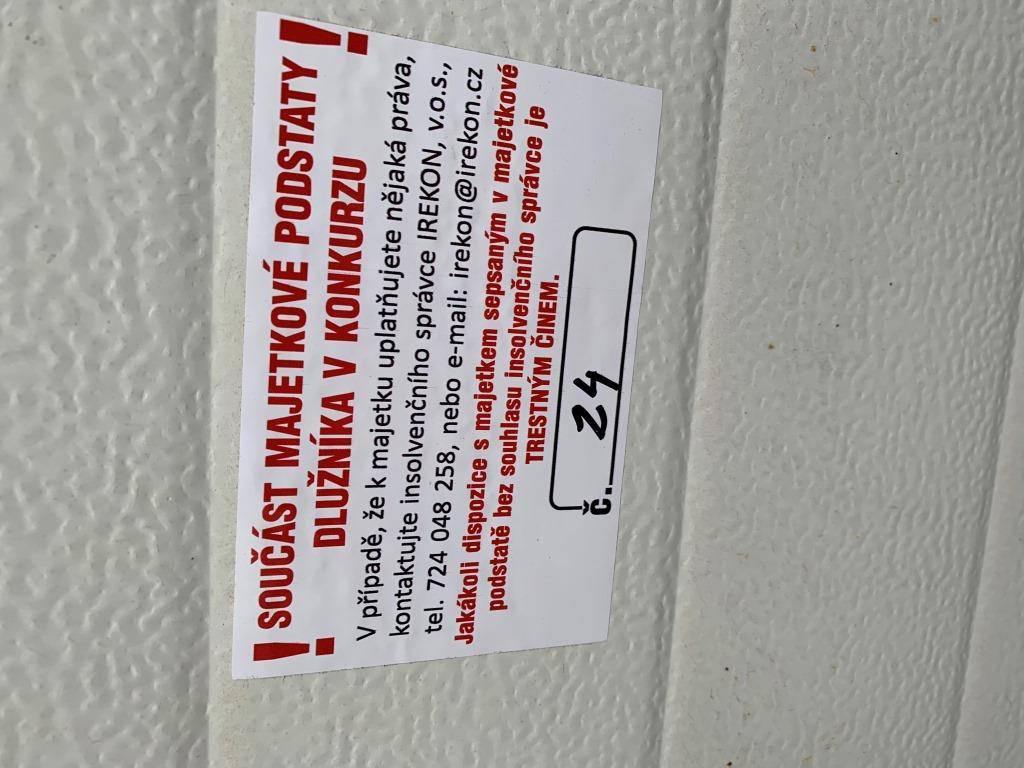 ! SOUČÁST MAJETKOVÉ PODSTATY !
DLUŽNÍKA V KONKURZU
V případě, že k majetku uplatňujete nějaká práva,
kontaktujte insolvenčního správce IREKON, v.o.s.,
tel. 724 048 258, nebo e-mail: irekon@irekon.cz
Jakákoli dispozice s majetkem sepsaným v majetkové
podstatě bez souhlasu insolvenčního správce je
TRESTNÝM ČINEM.
č. 24